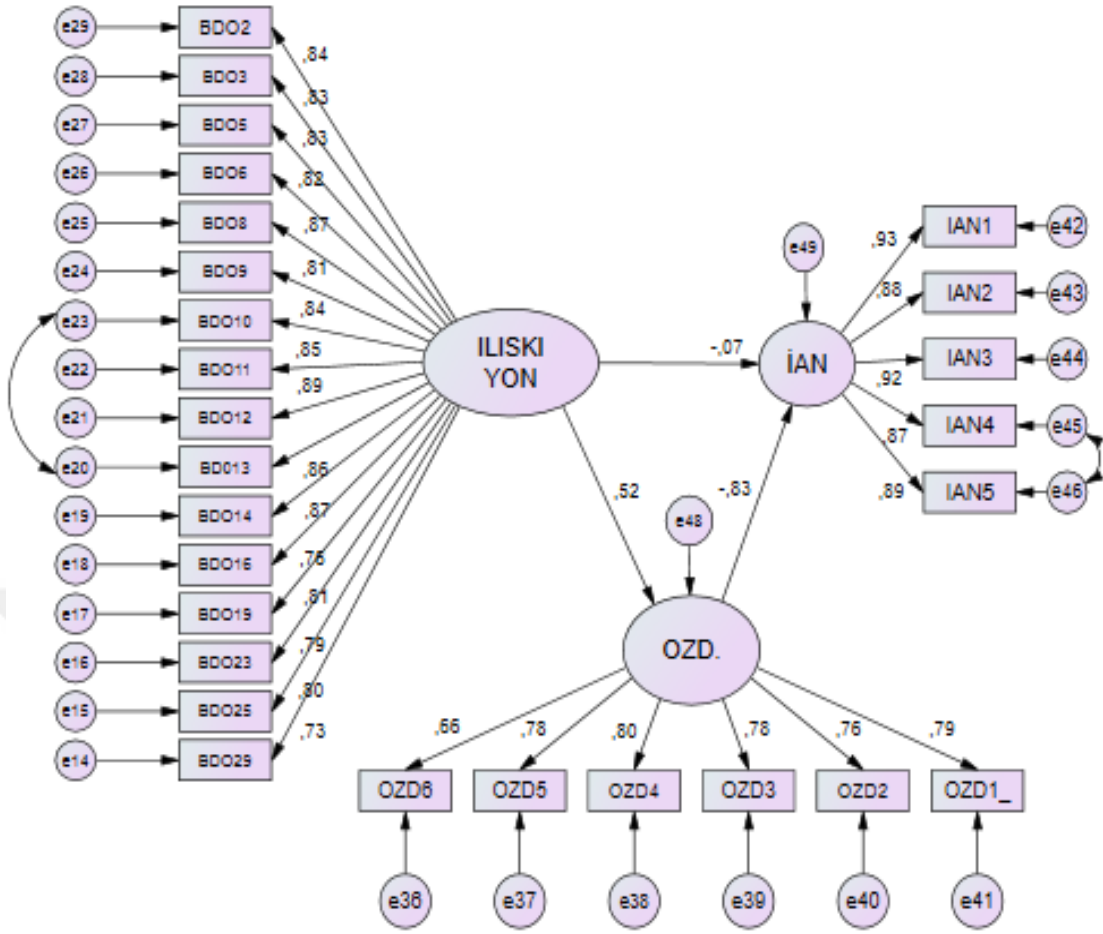 e29 BDO2
,84
e28 BDO3
,83
e27 BDO5
,83
e26 BDO6
,82
e25 BDO8
,87
e24 BDO9
,81
e23 BDO10
,84
e22 BDO11
,85
e21 BDO12
,89
e20 BD013
,86
e19 BDO14
,87
e18 BDO16
,76
e17 BDO19
,81
e16 BDO23
,79
e15 BDO25
,80
e14 BDO29
,73
ILISKI
YON
-,07
e49
İAN
,93
IAN1 e42
,88
IAN2 e43
IAN3 e44
,92
IAN4 e45
,87
IAN5 e46
,89
,52
-,83
e48
OZD.
,66 ,78 ,80 ,78 ,76 ,79
OZD6 OZD5 OZD4 OZD3 OZD2 OZD1_
e36 e37 e38 e39 e40 e41